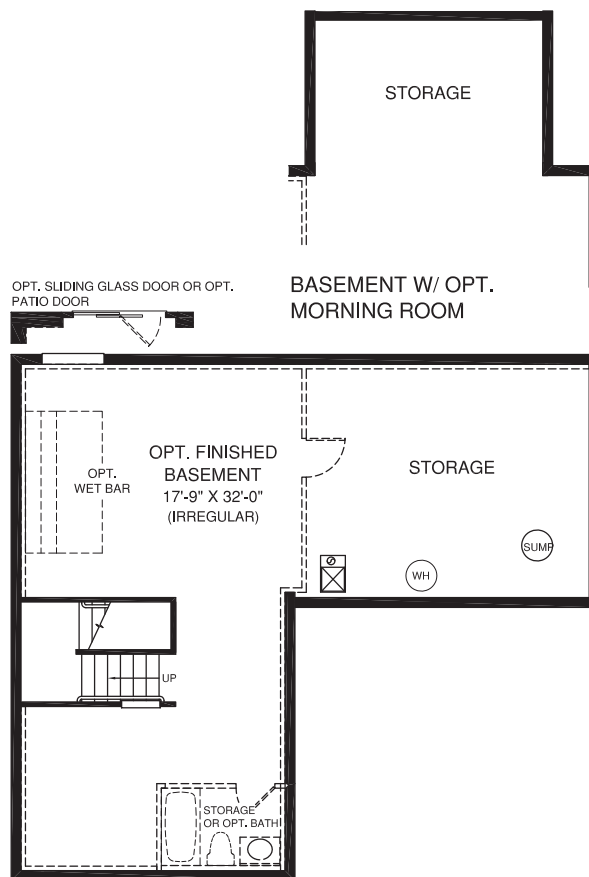 STORAGE
OPT. SLIDING GLASS DOOR OR OPT.
PATIO DOOR
BASEMENT W/ OPT.
MORNING ROOM
OPT. FINISHED
BASEMENT
17'-9" X 32'-0"
(IRREGULAR)
OPT.
WET BAR
STORAGE
SUMP
WH
UP
STORAGE
OR OPT. BATH